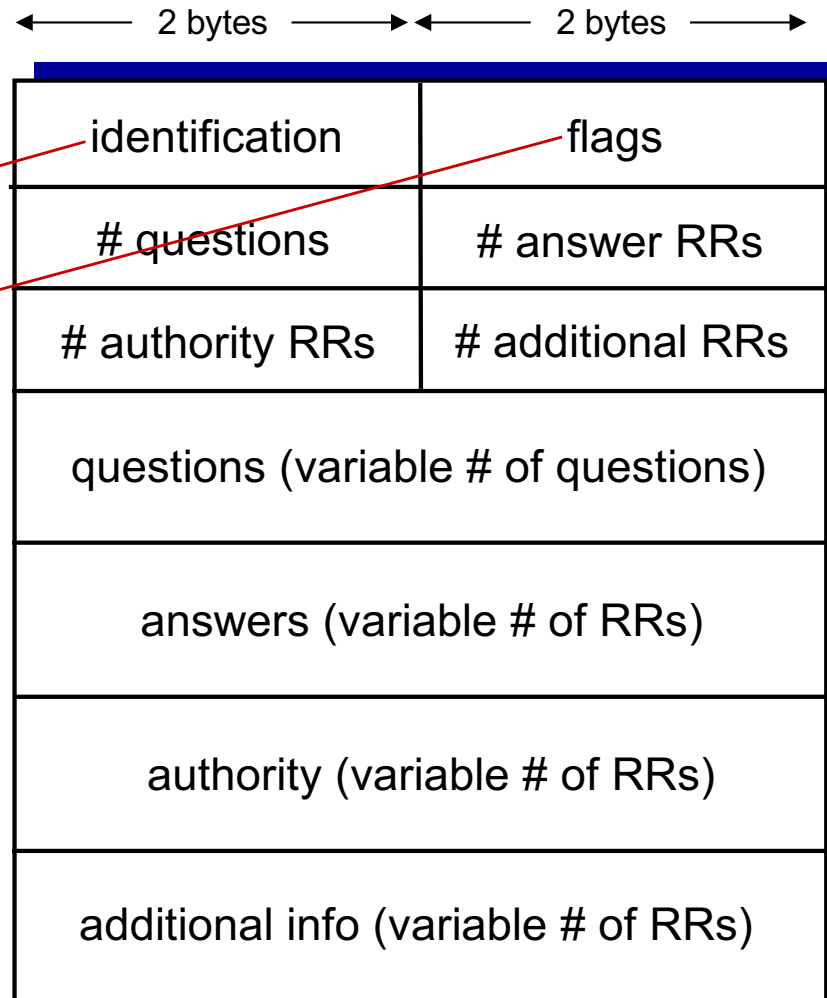 2 bytes 2 bytes
identification flags
# questions # answer RRs
# authority RRs # additional RRs
questions (variable # of questions)
answers (variable # of RRs)
authority (variable # of RRs)
additional info (variable # of RRs)